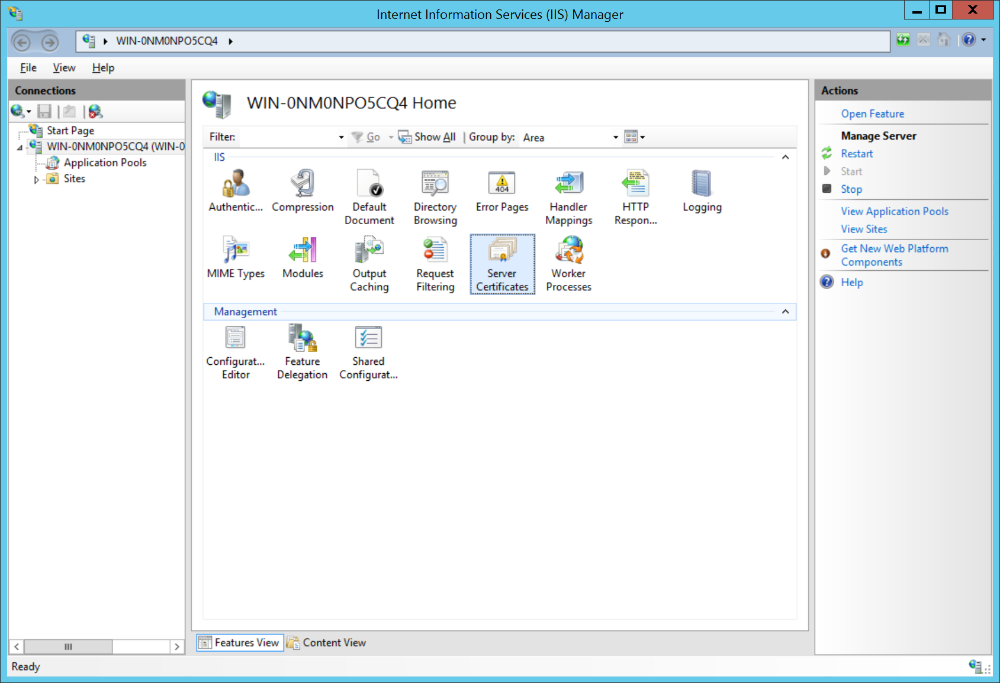 Internet Information Services (IIS) Manager
WIN-0NM0NPO5CQ4
File View Help
Connections
Start Page
WIN-0NM0NPO5CQ4 (WIN-0
Application Pools
Sites
WIN-0NM0NPO5CQ4 Home
Filter: Go Show All Group by: Area
IIS
Authentic... Compression Default Document Directory Browsing Error Pages Handler Mappings HTTP Respon... Logging
404
MIME Types Modules Output Caching Request Filtering Server Certificates Worker Processes
Management
Configurat... Editor Feature Delegation Shared Configurat...
Features View Content View
Actions
Open Feature
Manage Server
Restart
Start
Stop
View Application Pools
View Sites
Get New Web Platform
Components
Help
Ready